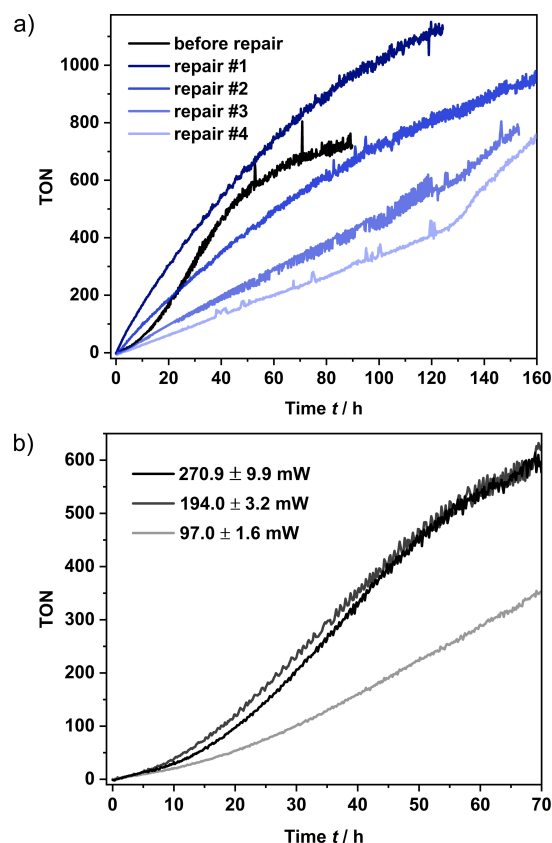 a)
before repair
repair #1
repair #2
repair #3
repair #4
TON
1000
800
600
400
200
0
0 20 40 60 80 100 120 140 160
Time t / h
b)
270.9 ± 9.9 mW
194.0 ± 3.2 mW
97.0 ± 1.6 mW
TON
600
500
400
300
200
100
0
0 10 20 30 40 50 60 70
Time t / h